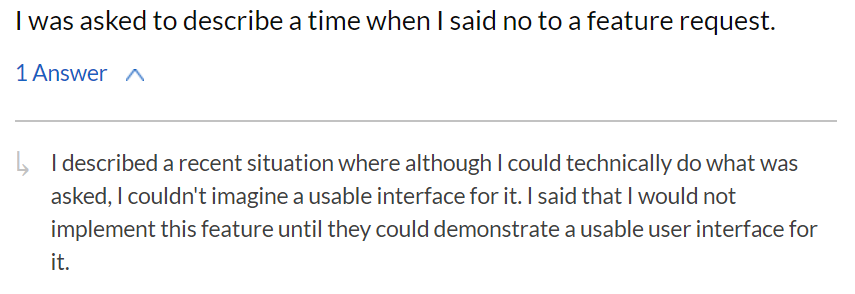 I was asked to describe a time when I said no to a feature request.
1 Answer
I described a recent situation where although I could technically do what was
asked, I couldn't imagine a usable interface for it. I said that I would not
implement this feature until they could demonstrate a usable user interface for
it.